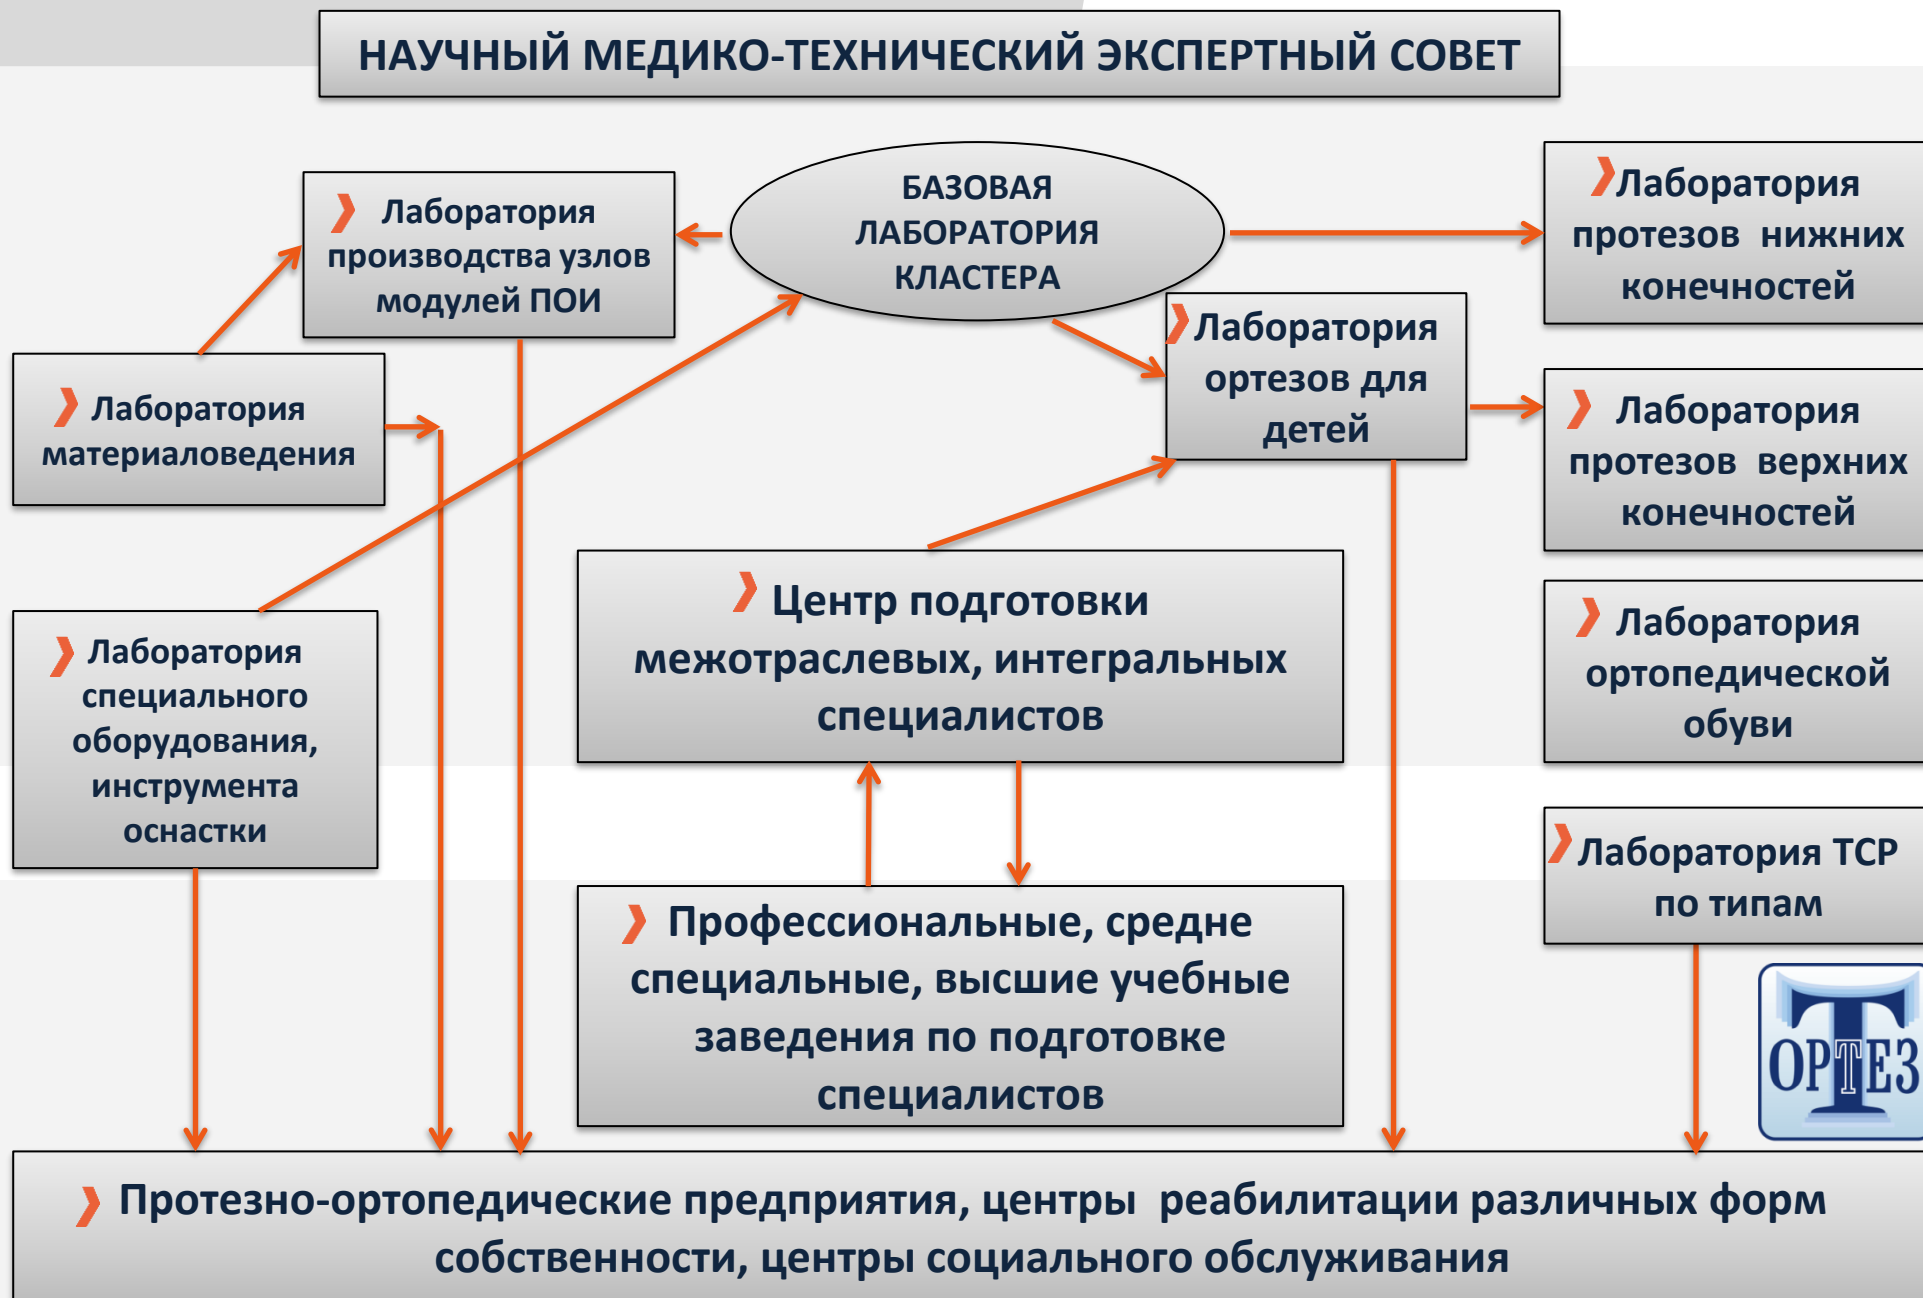 НАУЧНЫЙ МЕДИКО-ТЕХНИЧЕСКИЙ ЭКСПЕРТНЫЙ СОВЕТ
БАЗОВАЯ
ЛАБОРАТОРИЯ
КЛАСТЕРА
Лаборатория
производства узлов
модулей ПОИ
Лаборатория
протезов нижних
конечностей
Лаборатория
ортезов для
детей
Лаборатория
материаловедения
Лаборатория
протезов верхних
конечностей
Центр подготовки
межотраслевых, интегральных
специалистов
Лаборатория
специального
оборудования,
инструмента
оснастки
Лаборатория
ортопедической
обуви
Лаборатория ТСР
по типам
Профессиональные, средне
специальные, высшие учебные
заведения по подготовке
специалистов
ОРТЕЗ
Протезно-ортопедические предприятия, центры реабилитации различных форм
собственности, центры социального обслуживания